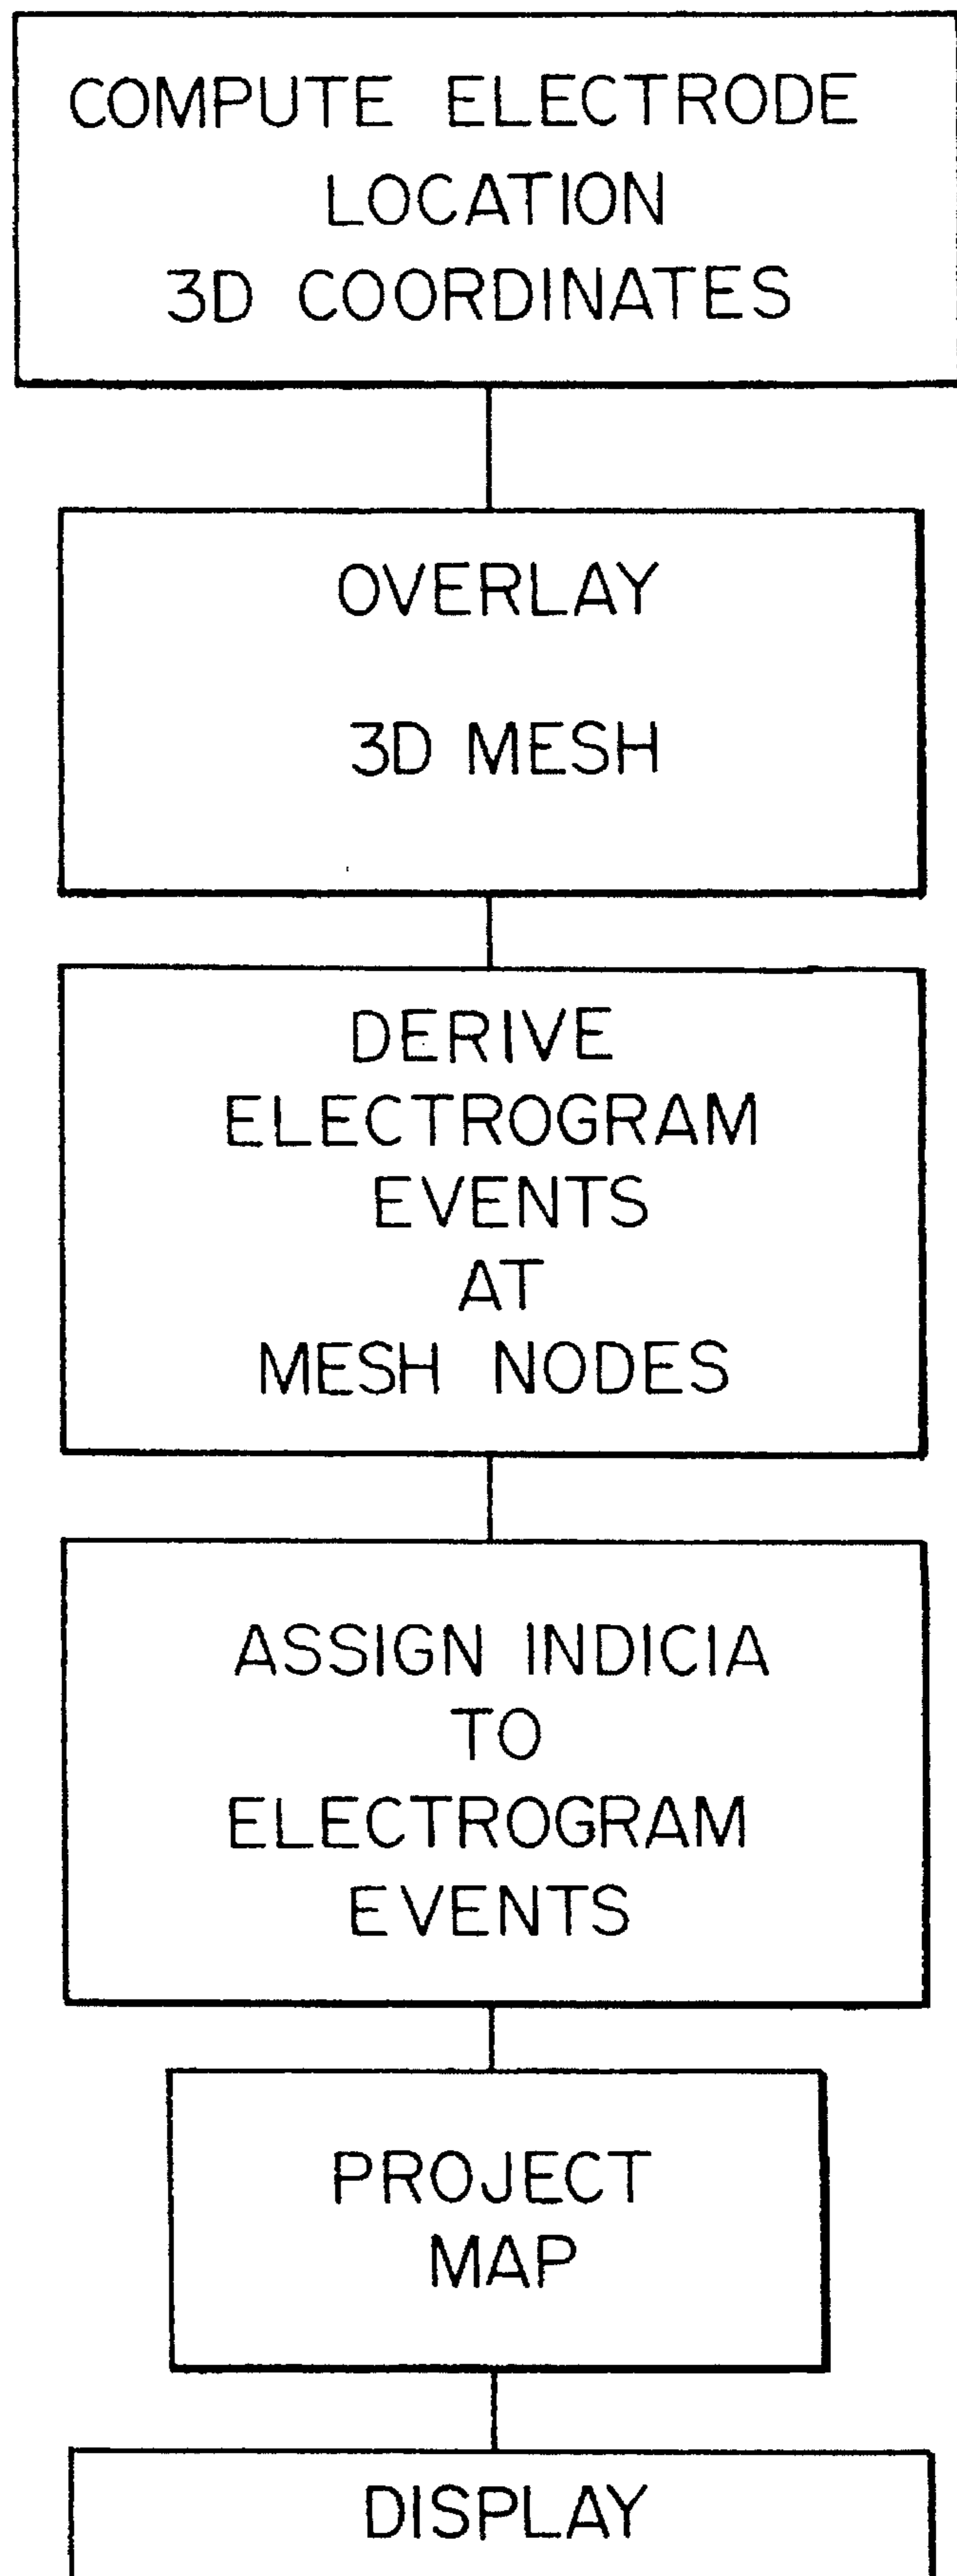 COMPUTE ELECTRODE
LOCATION
3D COORDINATES
OVERLAY
3D MESH
DERIVE
ELECTROGRAM
EVENTS
AT
MESH NODES
ASSIGN INDICIA
TO
ELECTROGRAM
EVENTS
PROJECT
MAP
DISPLAY